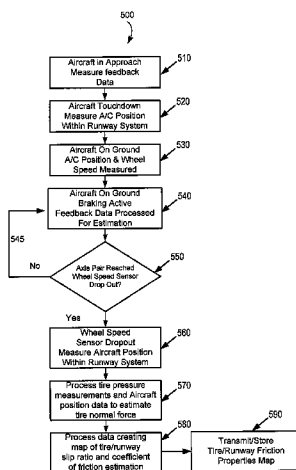 500
Aircraft in Approach
Measure feedback
Data
510
Aircraft Touchdown
Measure A/C Position
Within Runway System
520
Aircraft On Ground
A/C Position & Wheel
Speed Measured
530
Aircraft On Ground
Braking Active
Feedback Data Processed
For Estimation
540
545
Axle Pair Reached
Wheel Speed Sensor
Drop Out?
550
No
Yes
Wheel Speed
Sensor Dropout
Measure Aircraft Position
Within Runway System
560
Process tire pressure
measurements and Aircraft
position data to estimate
tire normal force
570
Process data creating
map of tire/runway
slip ratio and coefficient
of friction estimation
580
Transmit/Store
Tire/Runway Friction
Properties Map
590